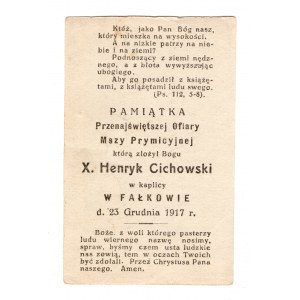 Któż, jako Pan Bóg nasz,
który mieszka na wysokości.
A na nizkie patrzy na nie-
bie i na ziemi?
Podnoszący z ziemi nędz-
nego, a z błota wywyższając
ubogiego.
Aby go posadził z książę-
tami, z książętami ludu swego.
(Ps. 112, 5-8).
PAMIĄTKA
Przenajświętszej Ofiary
Mszy Prymicyjnej
którą złożył Bogu
X. Henryk Cichowski
w kaplicy
W FAŁKOWIE
d. 23 Grudnia 1917 r.
Boże, z woli którego pasterzy
ludu wiernego nazwę nosimy,
spraw, byśmy czem usta ludzkie
nas zowią, tem w oczach Twoich
być zdołali. Przez Chrystusa Pana
naszego. Amen.